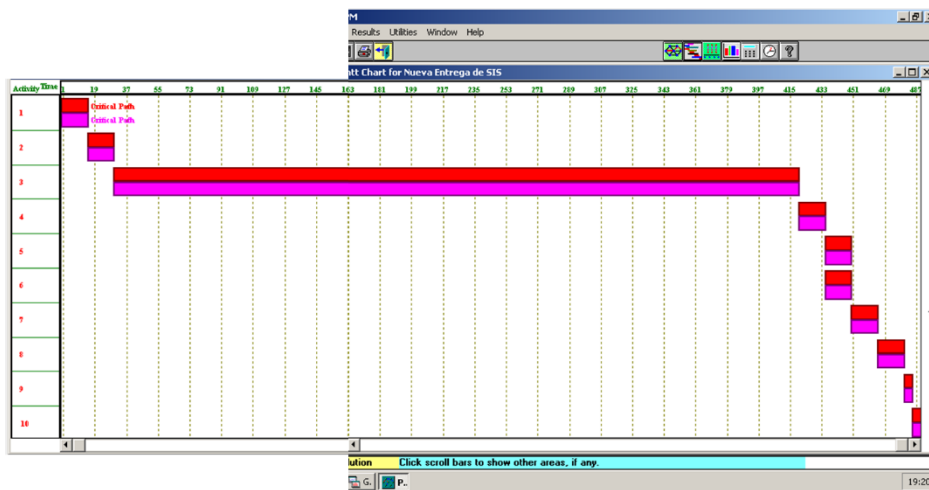 PM
Results Utilities Window Help
ntt Chart for Nueva Entrega de SIS
Activity Time 1 19 37 55 73 91 109 127 145 163 181 199 217 235 253 271 289 307 325 343 361 379 397 415 433 451 469 487
1 Critical Path
Critical Path
2
3
4
5
6
7
8
9
10
lution Click scroll bars to show other areas, if any.
G. P.. 19:20